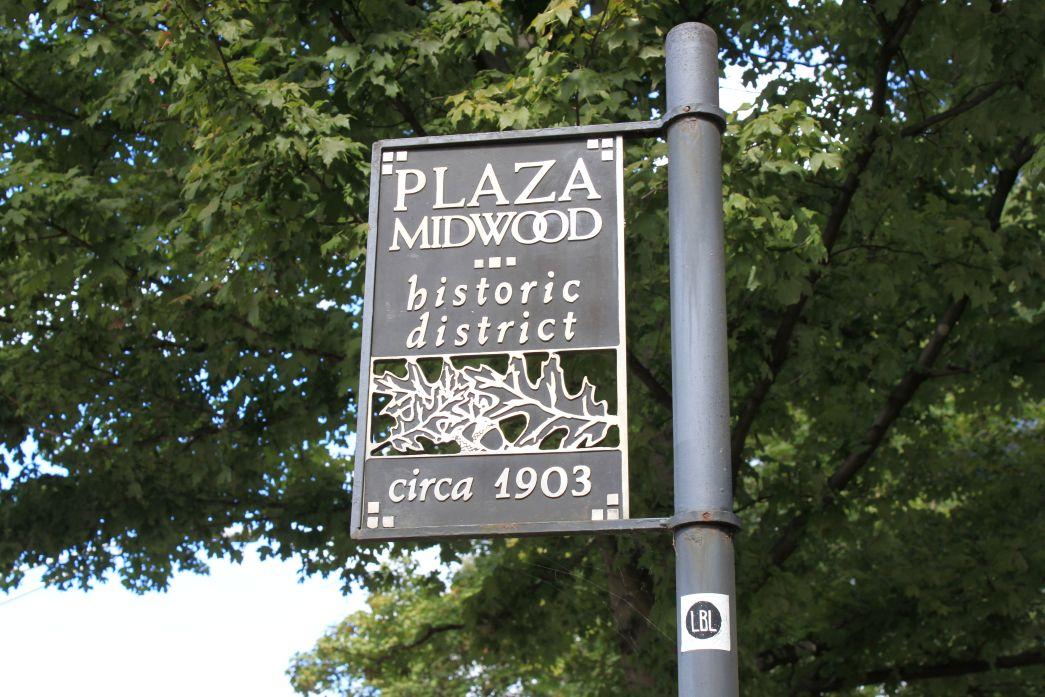 PLAZA
MIDWOOD
historic
district
circa 1903
LBL